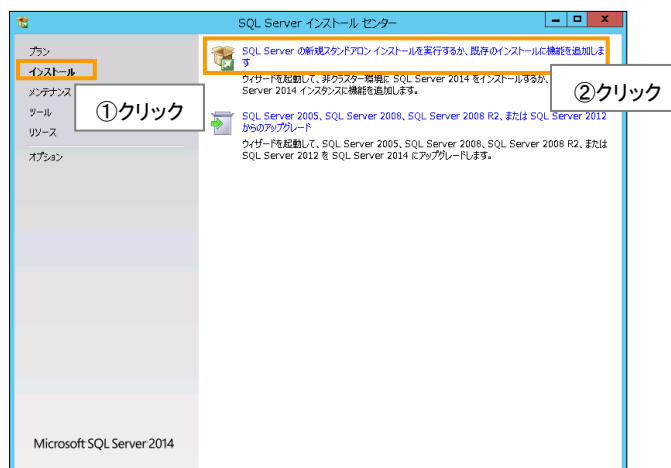 SQL Server インストール センター
プラン
インストール
メンテナンス
ツール
リソース
オプション
①クリック
SQL Server の新規スタンドアロン インストールを実行するか、既存のインストールに機能を追加しま
す
ウィザードを起動して、非クラスター環境に SQL Server 2014 をインストールするか、
Server 2014 インスタンスに機能を追加します。
②クリック
SQL Server 2005、SQL Server 2008、SQL Server 2008 R2、または SQL Server 2012
からのアップグレード
ウィザードを起動して、SQL Server 2005、SQL Server 2008、SQL Server 2008 R2、または
SQL Server 2012 を SQL Server 2014 にアップグレードします。
Microsoft SQL Server 2014